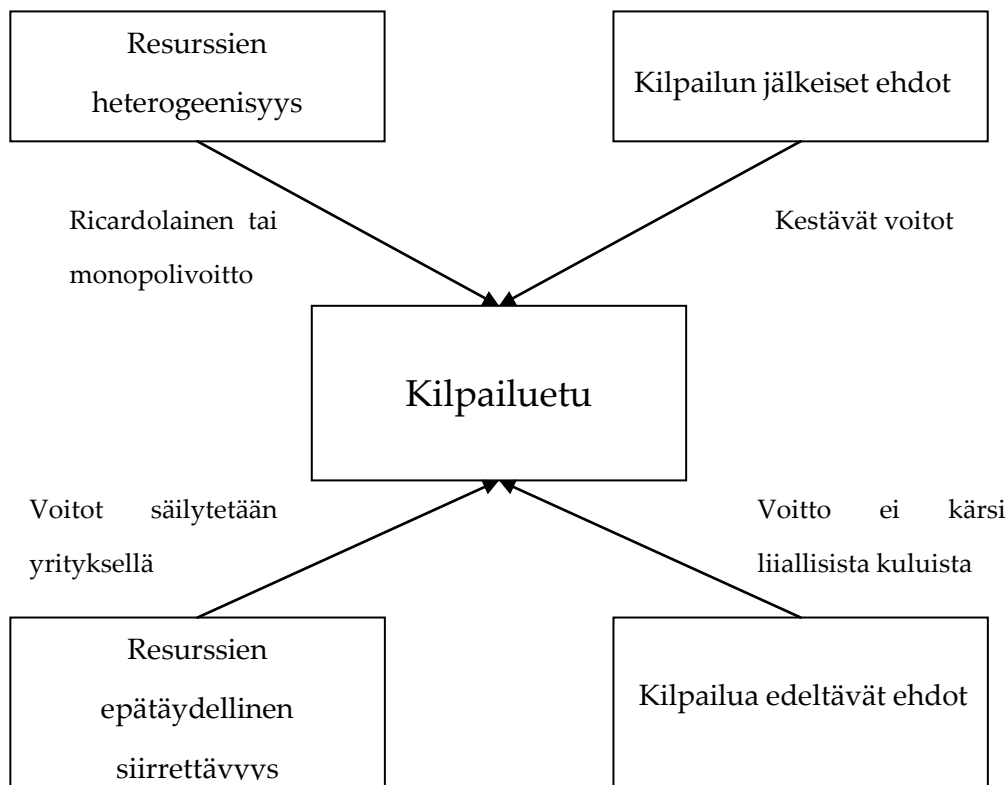 Resurssien
heterogeenisyys
Kilpailun jälkeiset ehdot
Ricardolainen tai
monopolivoitto
Kestävät voitot
Kilpailuetu
Voitot säilytetään
yrityksellä
Voitto ei kärsi
liiallisista kuluista
Resurssien
epätäydellinen
siirrettävyys
Kilpailua edeltävät ehdot